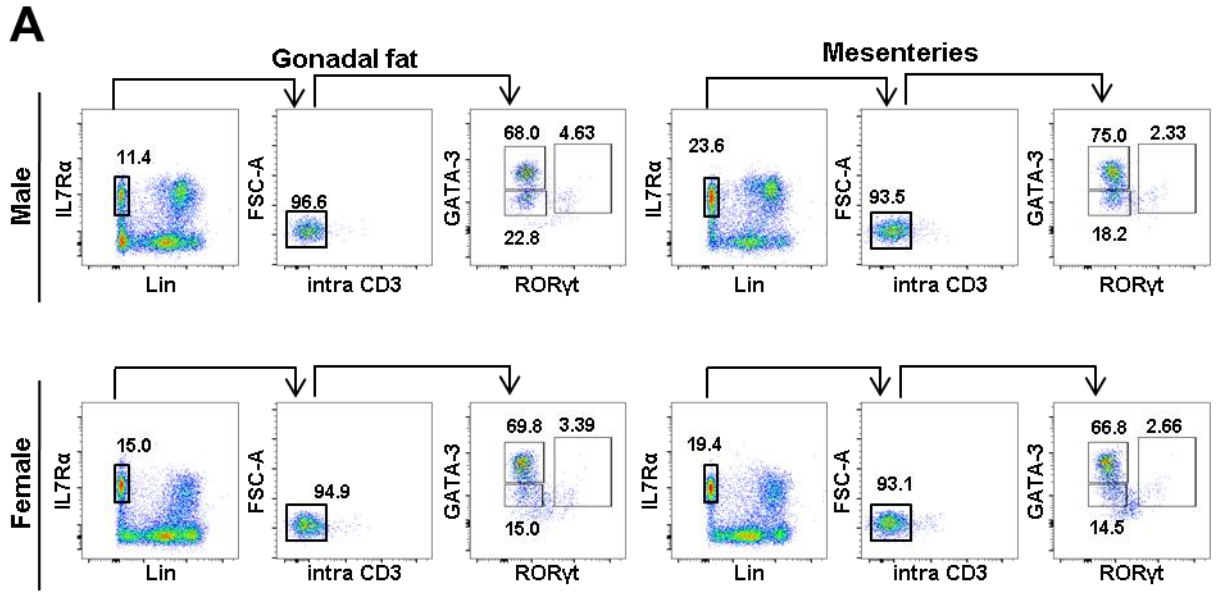 A
Gonadal fat
Mesenteries
Male
IL7Rα
11.4
Lin
FSC-A
96.6
intra CD3
GATA-3
68.0 4.63
22.8
RORγt
IL7Rα
23.6
Lin
FSC-A
93.5
intra CD3
GATA-3
75.0 2.33
18.2
RORγt
Female
IL7Rα
15.0
Lin
FSC-A
94.9
intra CD3
GATA-3
69.8 3.39
15.0
RORγt
IL7Rα
19.4
Lin
FSC-A
93.1
intra CD3
GATA-3
66.8 2.66
14.5
RORγt